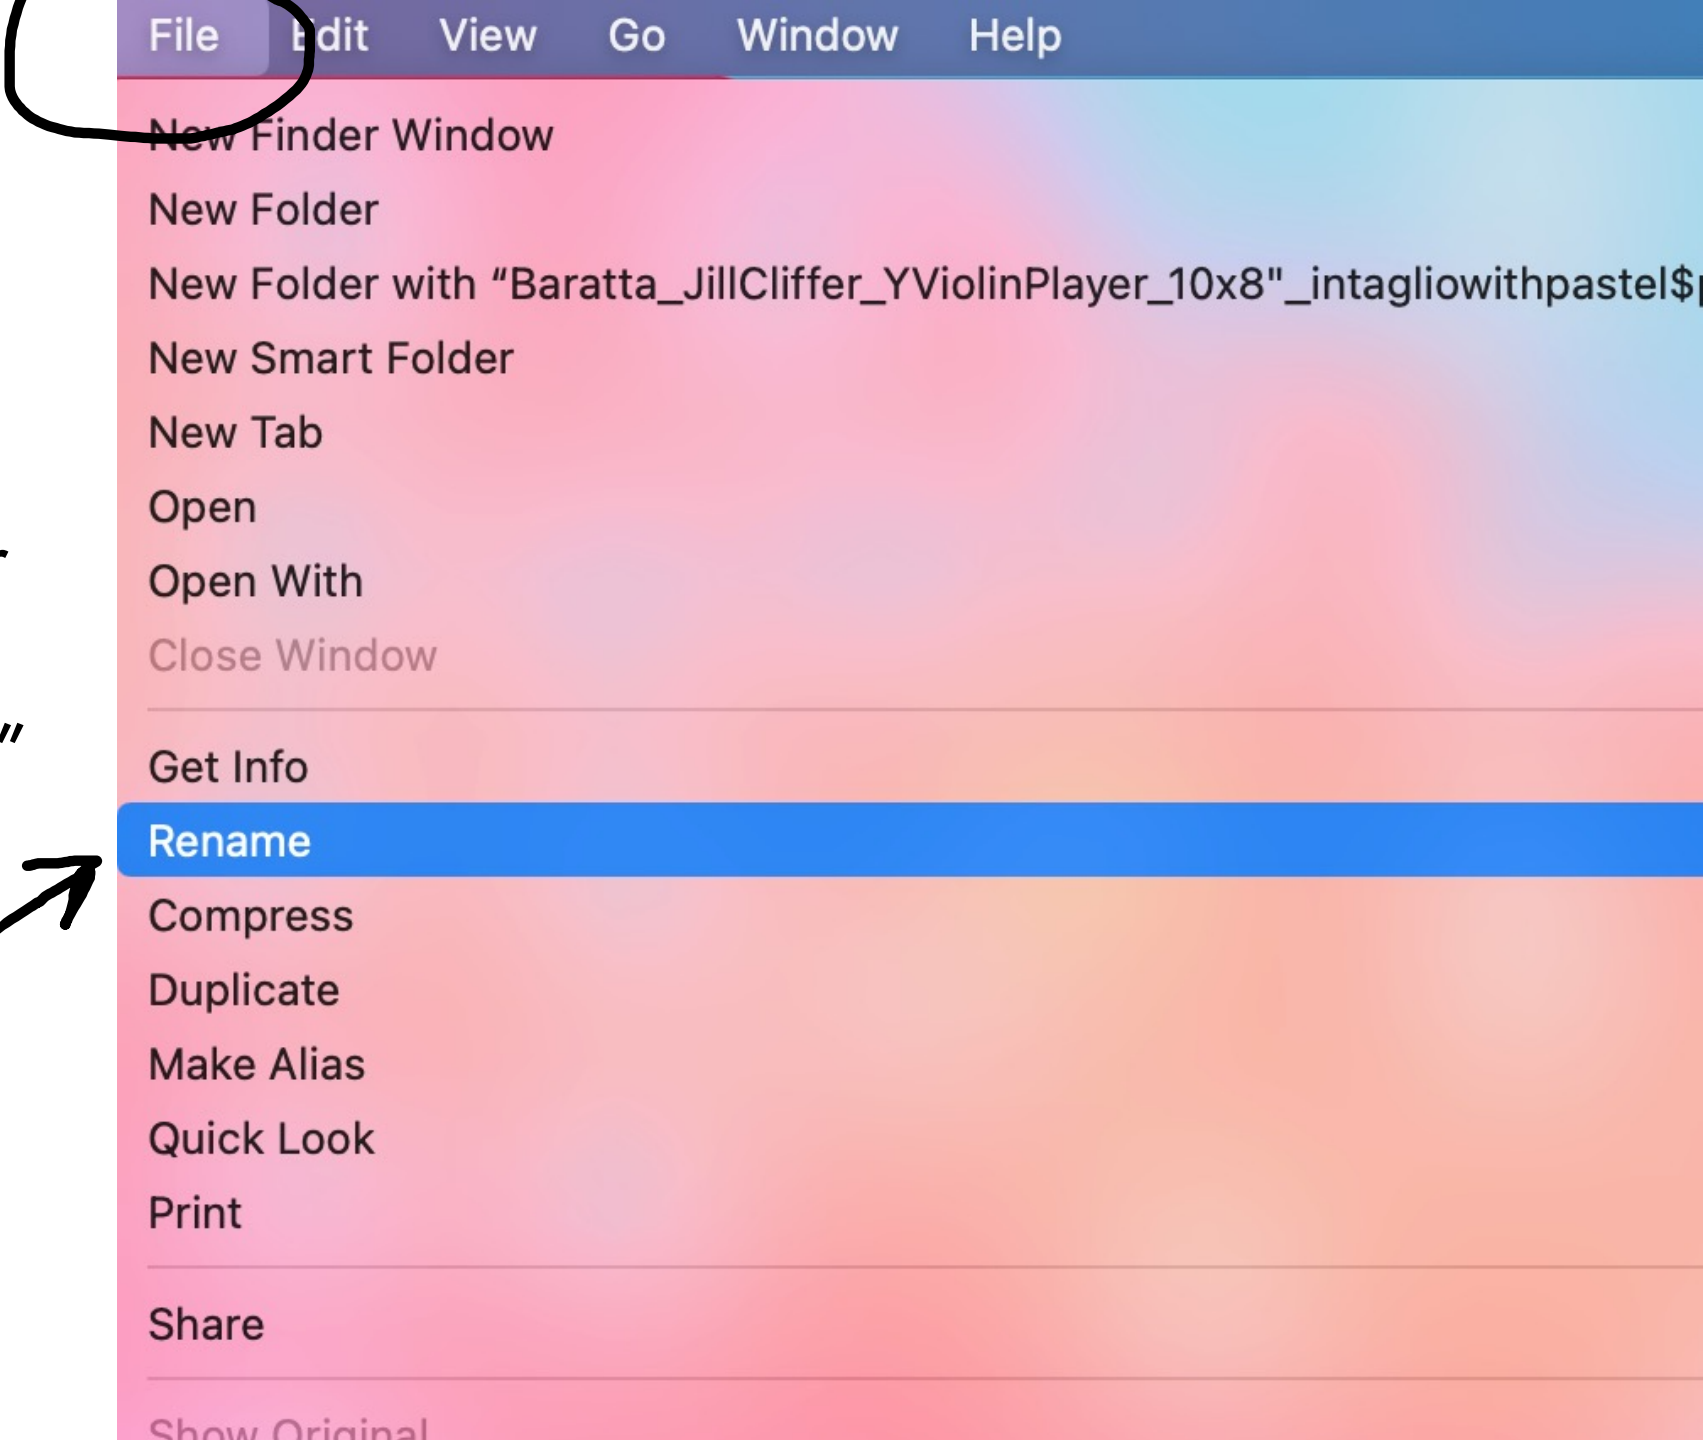 File Edit View Go Window Help
New Finder Window
New Folder
New Folder with “Baratta_JillCliffer_YViolinPlayer_10x8"_intagliowithpastel$
New Smart Folder
New Tab
Open
Open With
Close Window
Get Info
Rename
Compress
Duplicate
Make Alias
Quick Look
Print
Share
Show Original